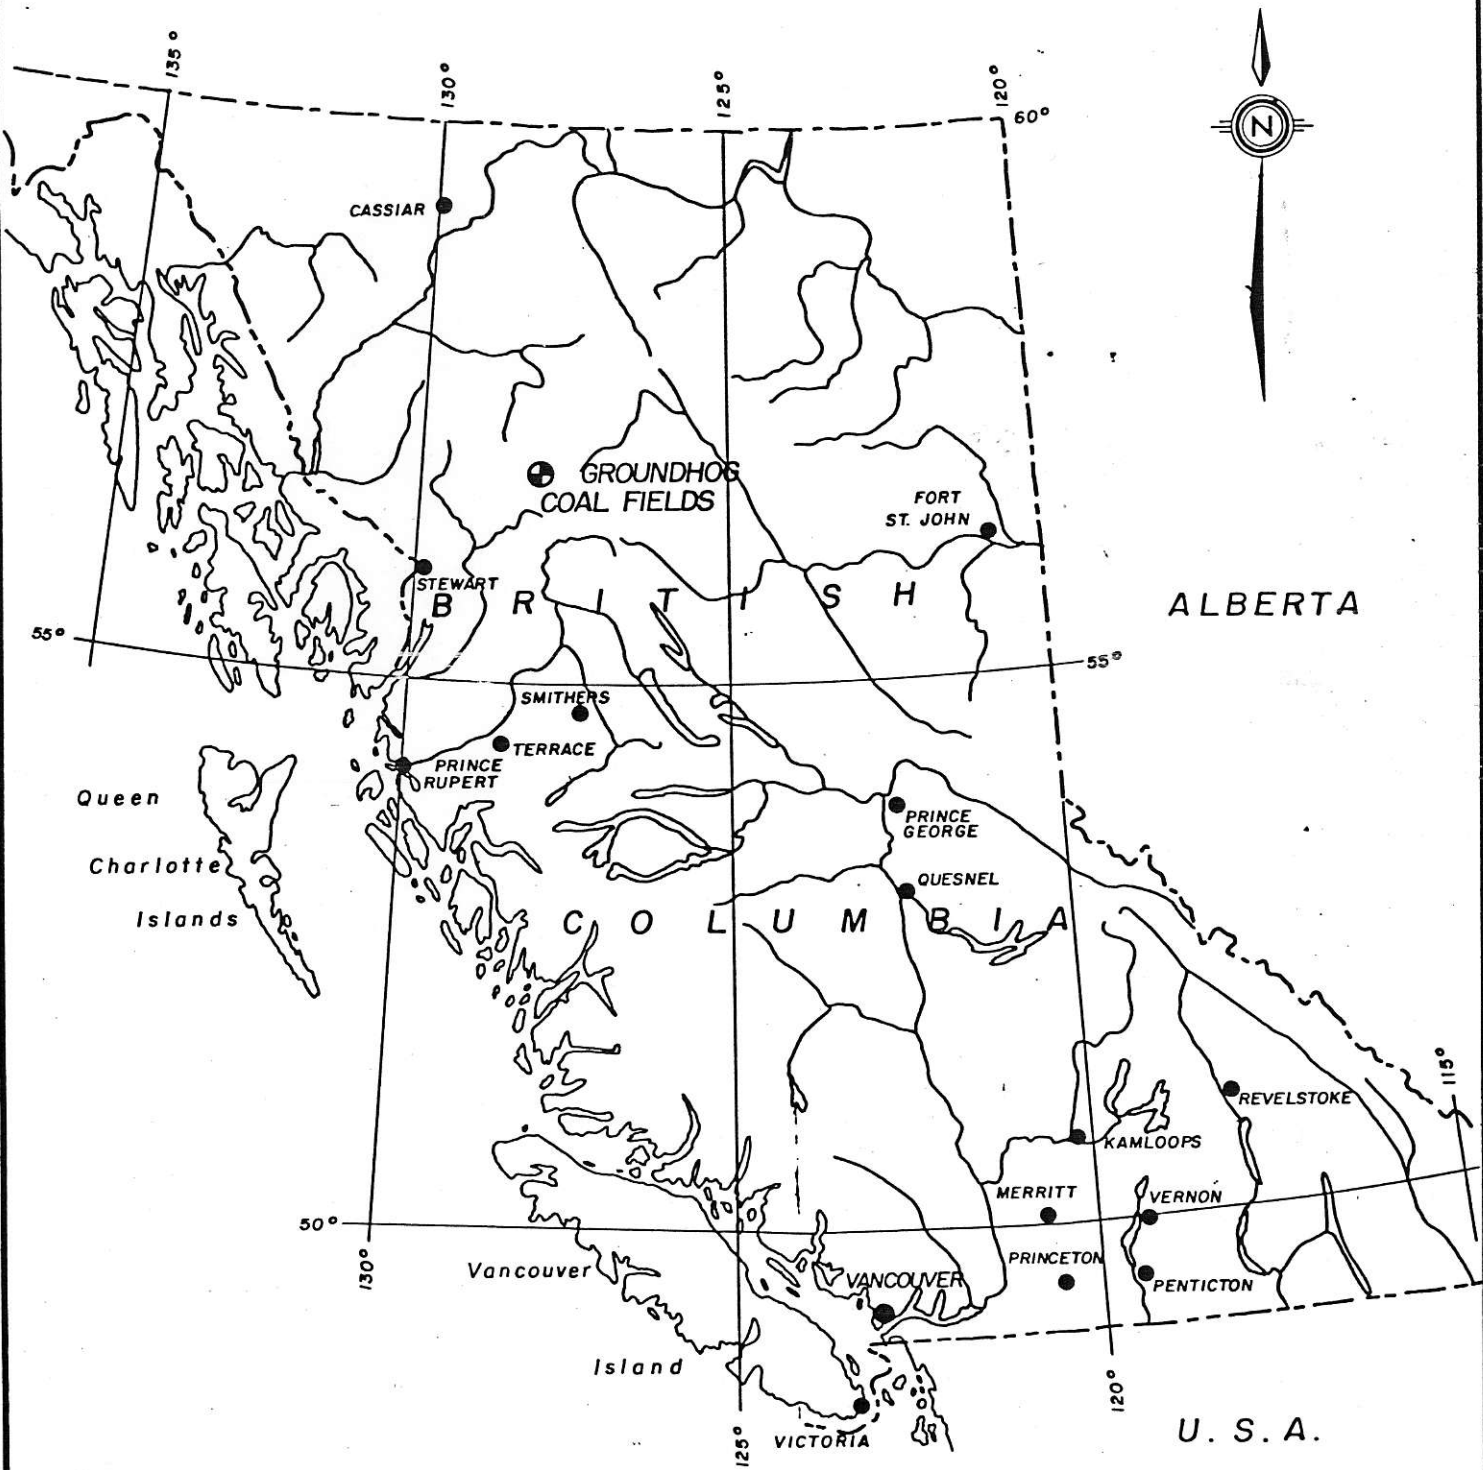 135°
130°
125°
120°
60°
N
CASSIAR
GROUNDHOG
COAL FIELDS
FORT
ST. JOHN
STEWART
BRITISH
ALBERTA
55°
55°
SMITHERS
TERRACE
PRINCE
RUPERT
Queen
Charlotte
Islands
PRINCE
GEORGE
QUESNEL
COLUMBIA
115°
REVELSTOKE
KAMLOOPS
MERRITT
VERNON
50°
PRINCETON
PENTICTON
130°
Vancouver
VANCOUVER
Island
120°
125°
VICTORIA
U.S.A.